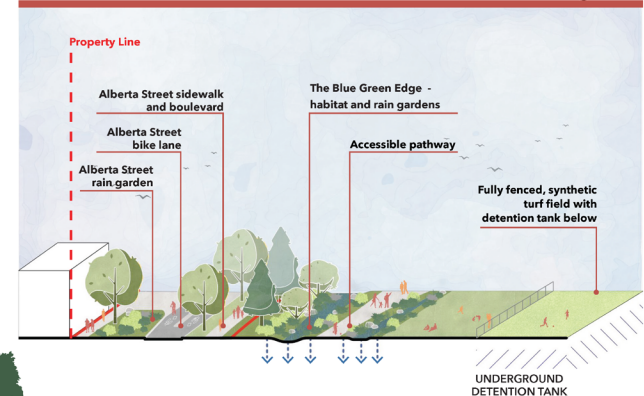 Property Line
Alberta Street sidewalk
and boulevard
Alberta Street
bike lane
Alberta Street
rain garden
The Blue Green Edge -
habitat and rain gardens
Accessible pathway
Fully fenced, synthetic
turf field with
detention tank below
UNDERGROUND
DETENTION TANK